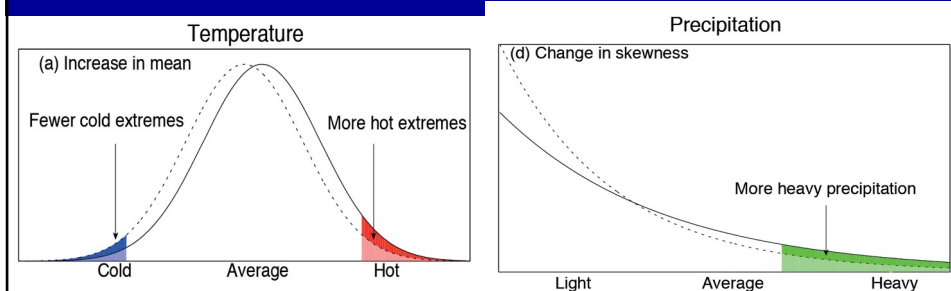 Temperature
(a) Increase in mean
Fewer cold extremes
More hot extremes
Cold Average Hot
Precipitation
(d) Change in skewness
More heavy precipitation
Light Average Heavy